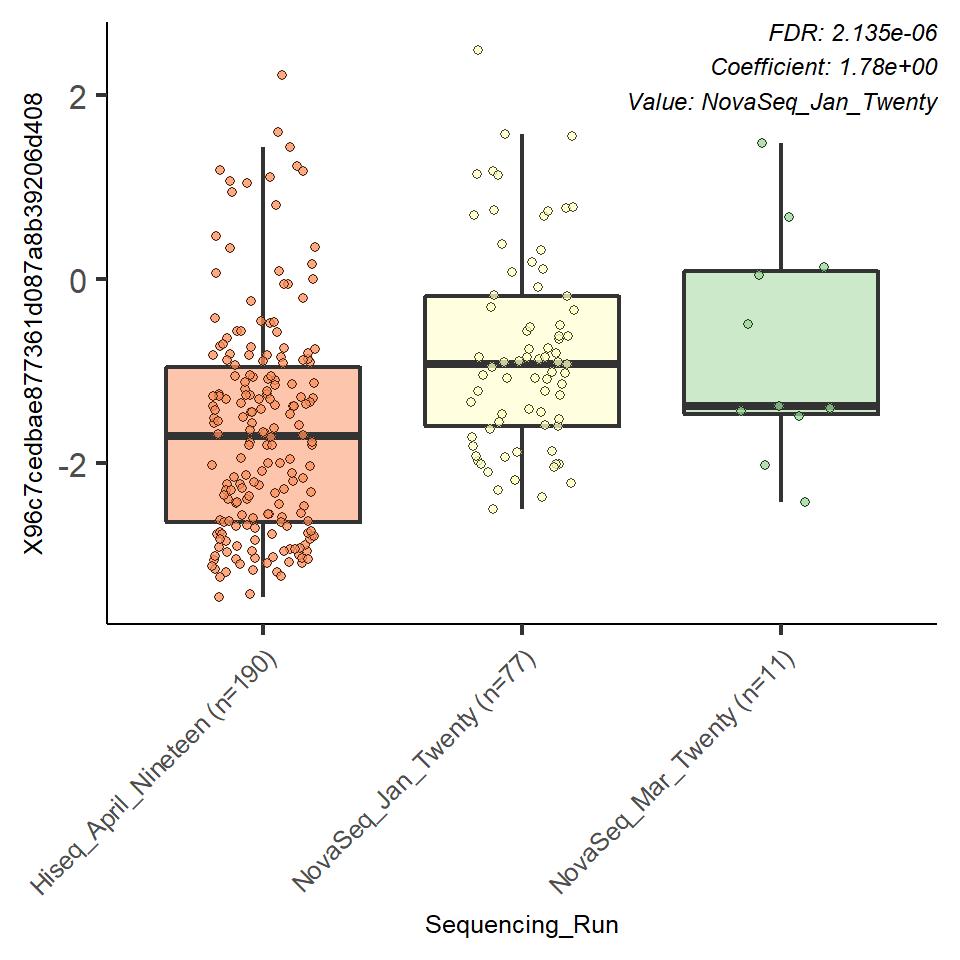 FDR: 2.135e-06
Coefficient: 1.78e+00
Value: NovaSeq_Jan_Twenty
X96c7cedbae877361d087a8b39206d408
2
0
-2
Hiseq_April_Nineteen (n=190)
NovaSeq_Jan_Twenty (n=77)
NovaSeq_Mar_Twenty (n=11)
Sequencing_Run